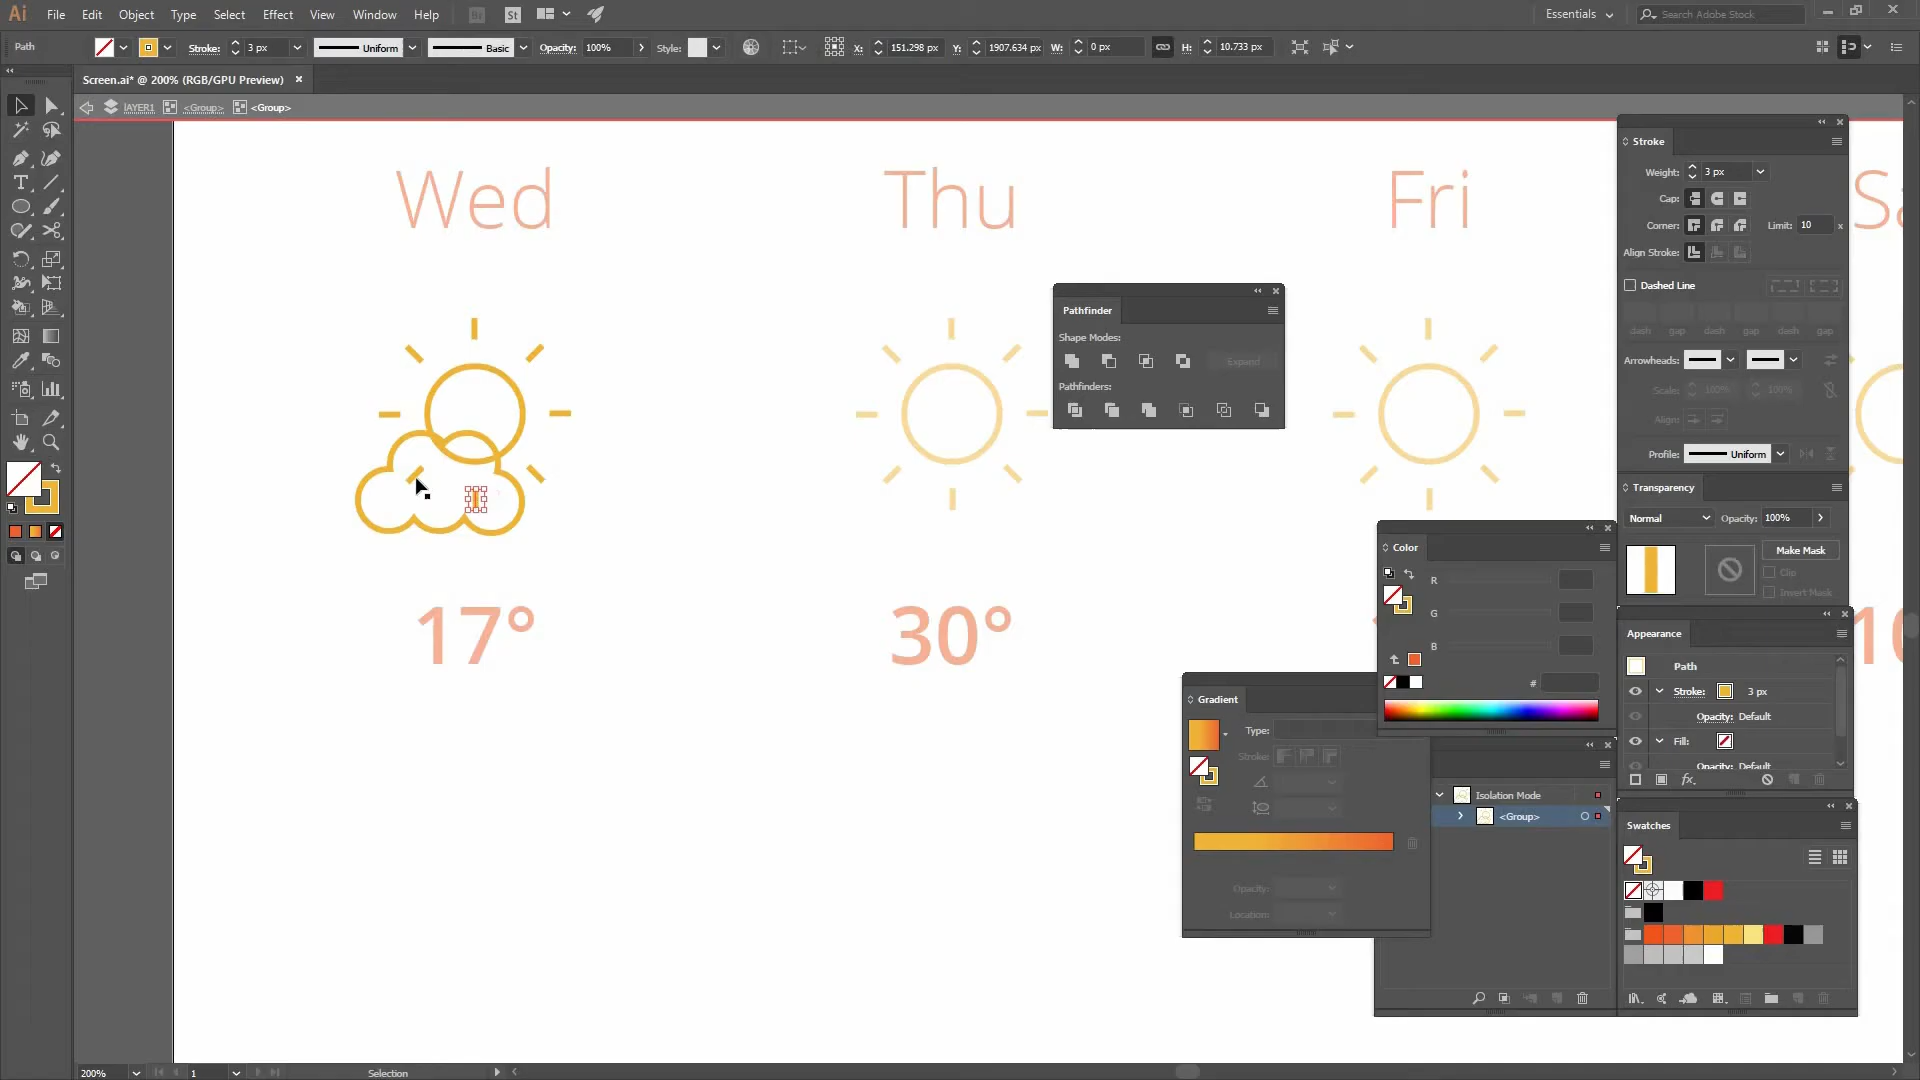 Ai File Edit Object Type Select Effect View Window Help Br St Essentials Search Adobe Stock
Path Stroke: 3 px Uniform Basic Opacity: 100% Style: X: 151.298 px Y: 1907.634 px W: 0 px H: 10.733 px
Screen.ai* @ 200% (RGB/GPU Preview)
lAYER1 <Group> <Group>
Wed Thu Fri Sa
Stroke
Weight: 3 px
Cap:
Corner: Limit: 10 x
Align Stroke:
Dashed Line
dash gap dash gap dash gap
Arrowheads:
Scale: 100% 100%
Align:
Profile: Uniform
Pathfinder
Shape Modes:
Expand
Pathfinders:
Transparency
Normal Opacity: 100%
Make Mask
Clip
Invert Mask
Color
R
G
B
#
17° 30° 10
Appearance
Path
Stroke: 3 px
Opacity: Default
Fill:
Opacity: Default
Gradient
Type:
Stroke:
Opacity:
Location:
Isolation Mode
<Group>
Swatches
200% 1 Selection